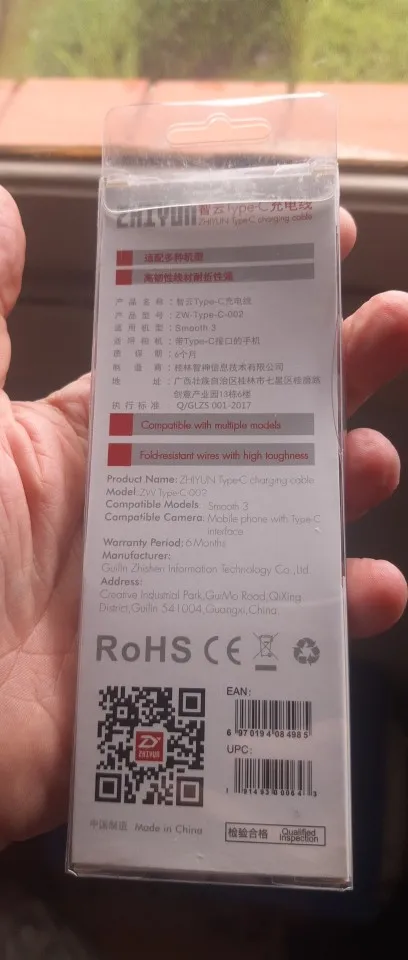 ZHIYUN 智云Type-C充电线
ZHIYUN Type-C charging cable
适配多种机型
高韧性线材耐折性强
产品名称：智云Type-C充电线
产品型号：ZW-Type-C-002
适用机型：Smooth 3
适用相机：带Type-C接口的手机
质保期：6个月
制造商：桂林智神信息技术有限公司
地址：广西壮族自治区桂林市七星区桂磨路
创意产业园13栋6楼
执行标准 Q/GLZS 001-2017
Compatible with multiple models
Fold-resistant wires with high toughness
Product Name: ZHIYUN Type-C charging cable
Model: ZW-Type-C-002
Compatible Models: Smooth 3
Compatible Camera: Mobile phone with Type-C
interface
Warranty Period: 6 Months
Manufacturer:
Guilin Zhishen Information Technology Co.,Ltd.
Address:
Creative Industrial Park,GuiMo Road,QiXing
District,Guilin 541004,Guangxi,China.
RoHS CE
ZHIYUN
EAN:
6 970194 084985
UPC:
中国制造 Made in China
检验合格 Qualified Inspection